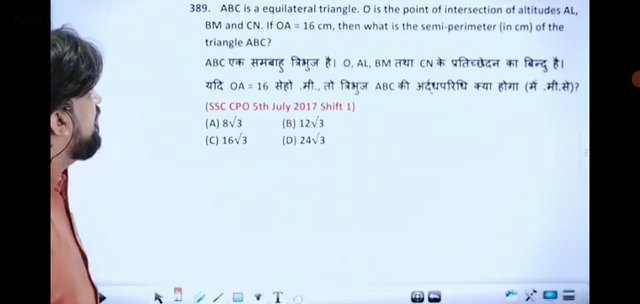 389. ABC is a equilateral triangle. O is the point of intersection of altitudes AL,
BM and CN. If OA = 16 cm, then what is the semi-perimeter (in cm) of the
triangle ABC?
ABC एक समबाहु त्रिभुज है। O, AL, BM तथा CN के प्रतिच्छेदन का बिन्दु है।
यदि OA = 16 सेहो .मी., तो त्रिभुज ABC की अर्द्धपरिधि क्या होगा (में .मी.से)?
(SSC CPO 5th July 2017 Shift 1)
(A) 8√3 (B) 12√3
(C) 16√3 (D) 24√3